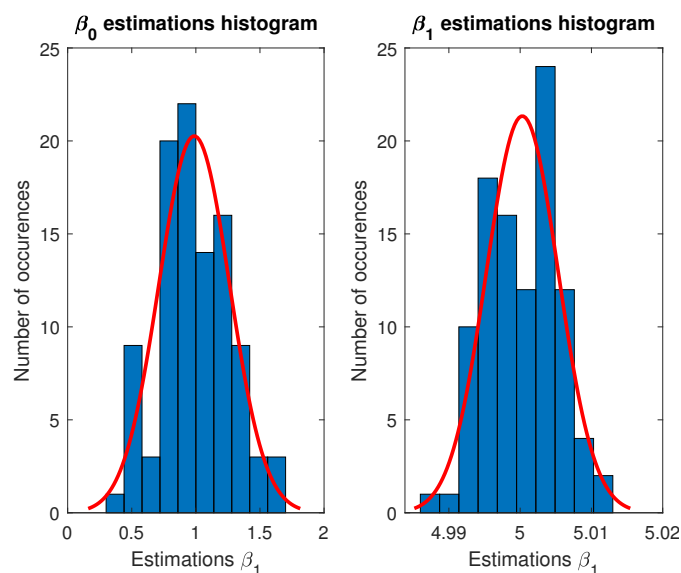 β0 estimations histogram
25
20
15
10
5
0
0 0.5 1 1.5 2
Number of occurences
Estimations β1
β1 estimations histogram
25
20
15
10
5
0
4.99 5 5.01 5.02
Number of occurences
Estimations β1